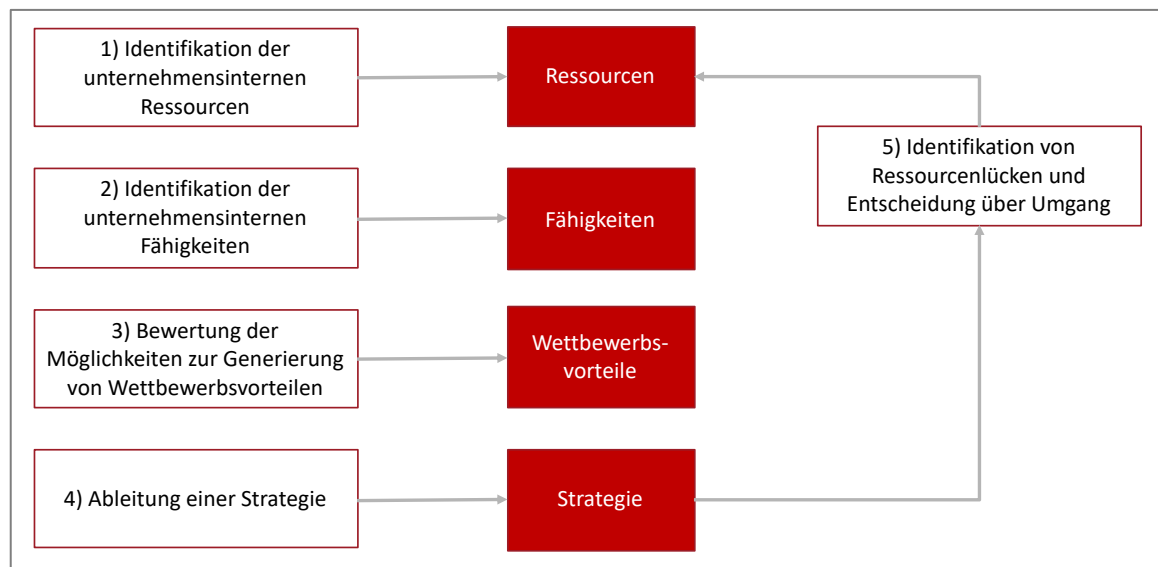 1) Identifikation der
unternehmensinternen
Ressourcen
Ressourcen
2) Identifikation der
unternehmensinternen
Fähigkeiten
Fähigkeiten
3) Bewertung der
Möglichkeiten zur Generierung
von Wettbewerbsvorteilen
Wettbewerbs-
vorteile
4) Ableitung einer Strategie
Strategie
5) Identifikation von
Ressourcenlücken und
Entscheidung über Umgang